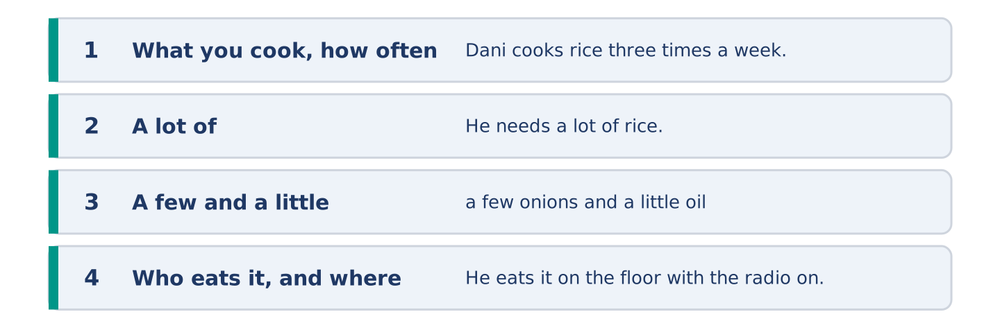 1 What you cook, how often Dani cooks rice three times a week.
2 A lot of He needs a lot of rice.
3 A few and a little a few onions and a little oil
4 Who eats it, and where He eats it on the floor with the radio on.